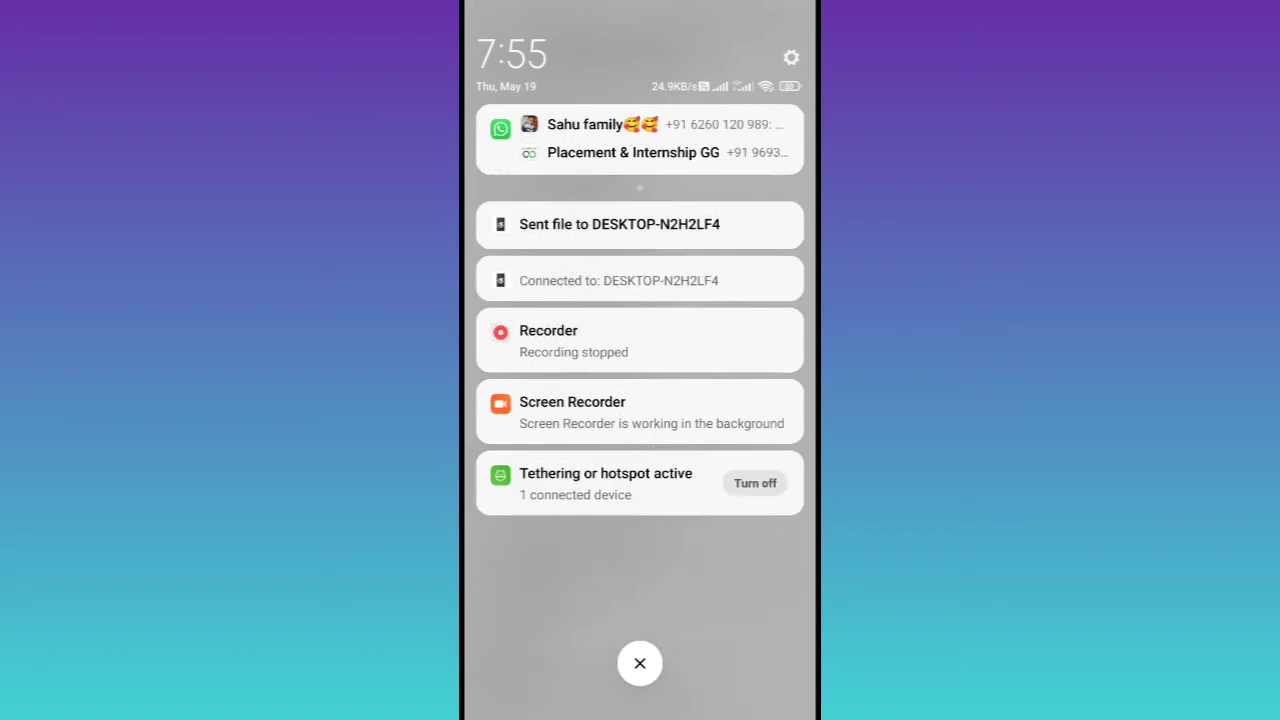 7:55
Thu, May 19
24.9KB/s
Sahu family🥰🥰 +91 6260 120 989: ...
Placement & Internship GG +91 9693...
Sent file to DESKTOP-N2H2LF4
Connected to: DESKTOP-N2H2LF4
Recorder
Recording stopped
Screen Recorder
Screen Recorder is working in the background
Tethering or hotspot active
Turn off
1 connected device